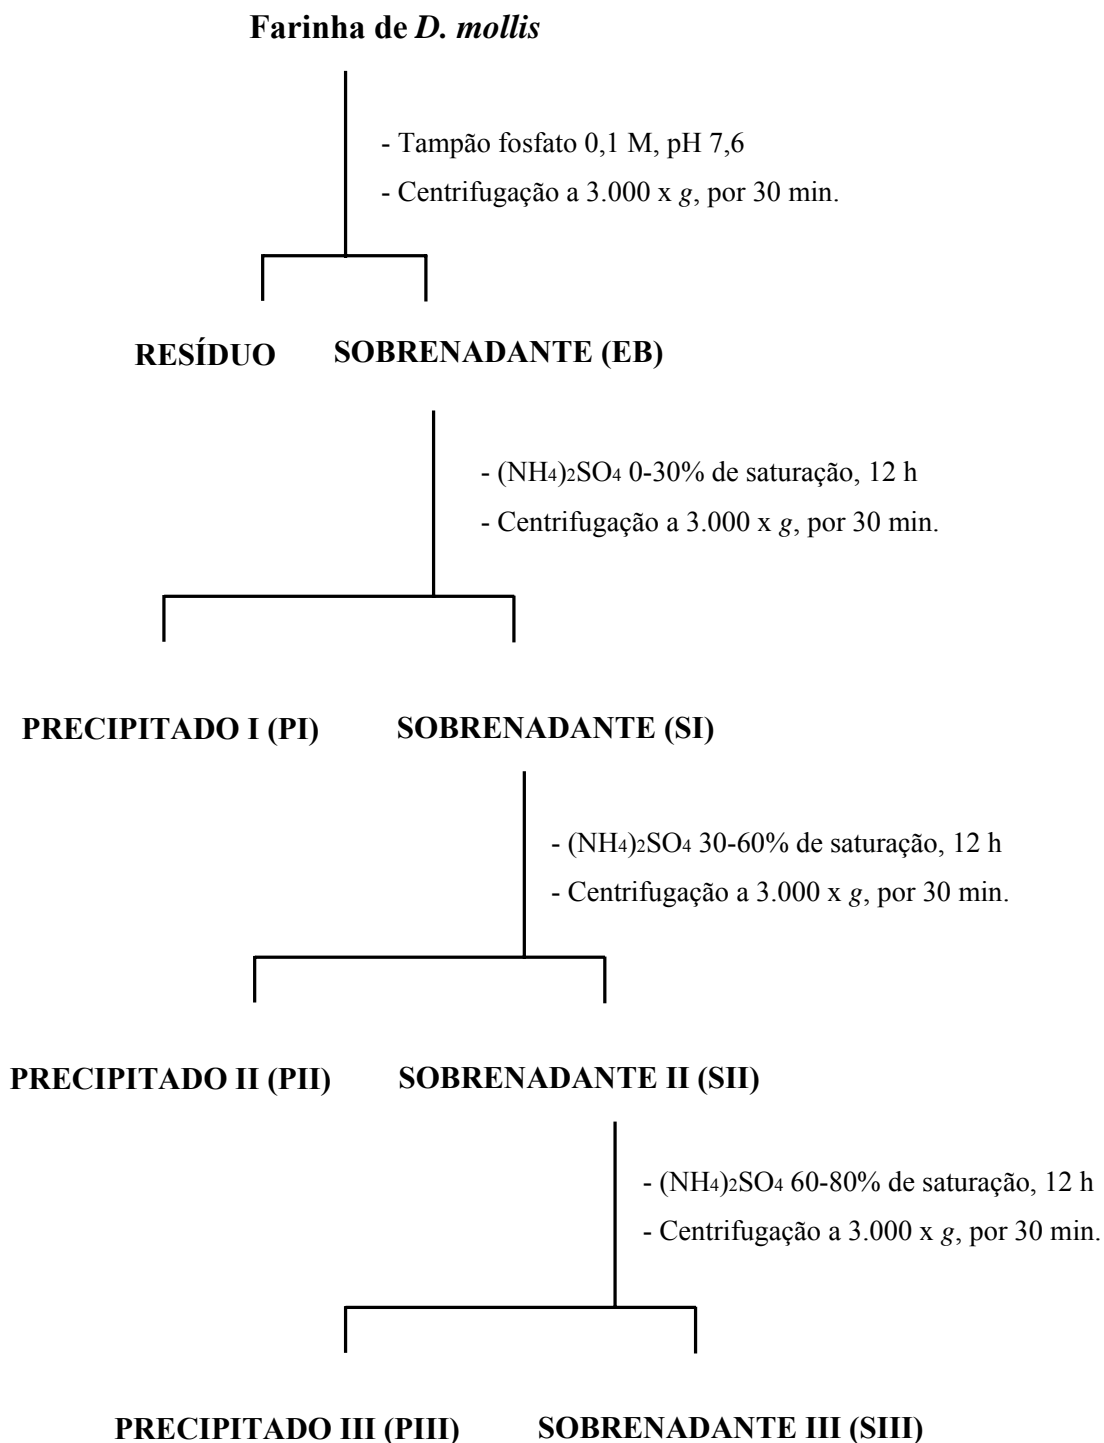 Farinha de D. mollis
- Tampão fosfato 0,1 M, pH 7,6
- Centrifugação a 3.000 x g, por 30 min.
RESÍDUO SOBRENADANTE (EB)
- (NH4)2SO4 0-30% de saturação, 12 h
- Centrifugação a 3.000 x g, por 30 min.
PRECIPITADO I (PI) SOBRENADANTE (SI)
- (NH4)2SO4 30-60% de saturação, 12 h
- Centrifugação a 3.000 x g, por 30 min.
PRECIPITADO II (PII) SOBRENADANTE II (SII)
- (NH4)2SO4 60-80% de saturação, 12 h
- Centrifugação a 3.000 x g, por 30 min.
PRECIPITADO III (PIII) SOBRENADANTE III (SIII)